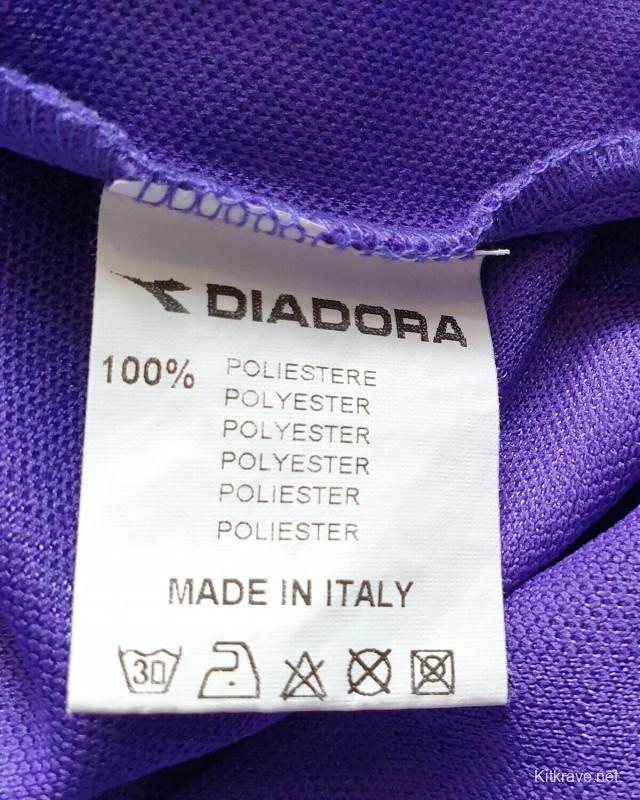 DIADORA
100% POLIESTERE
POLYESTER
POLYESTER
POLYESTER
POLIESTER
POLIESTER
MADE IN ITALY
30
Kitkrave.net